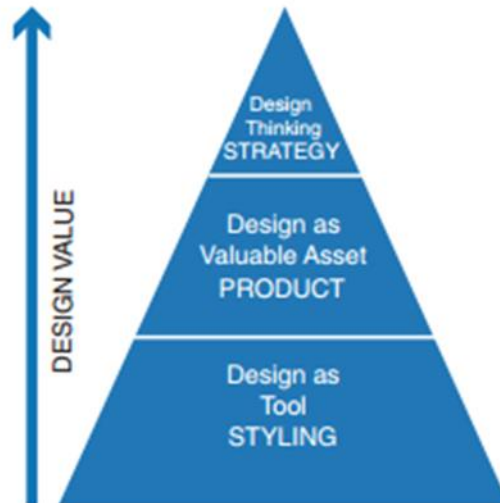 DESIGN VALUE
Design
Thinking
STRATEGY
Design as
Valuable Asset
PRODUCT
Design as
Tool
STYLING